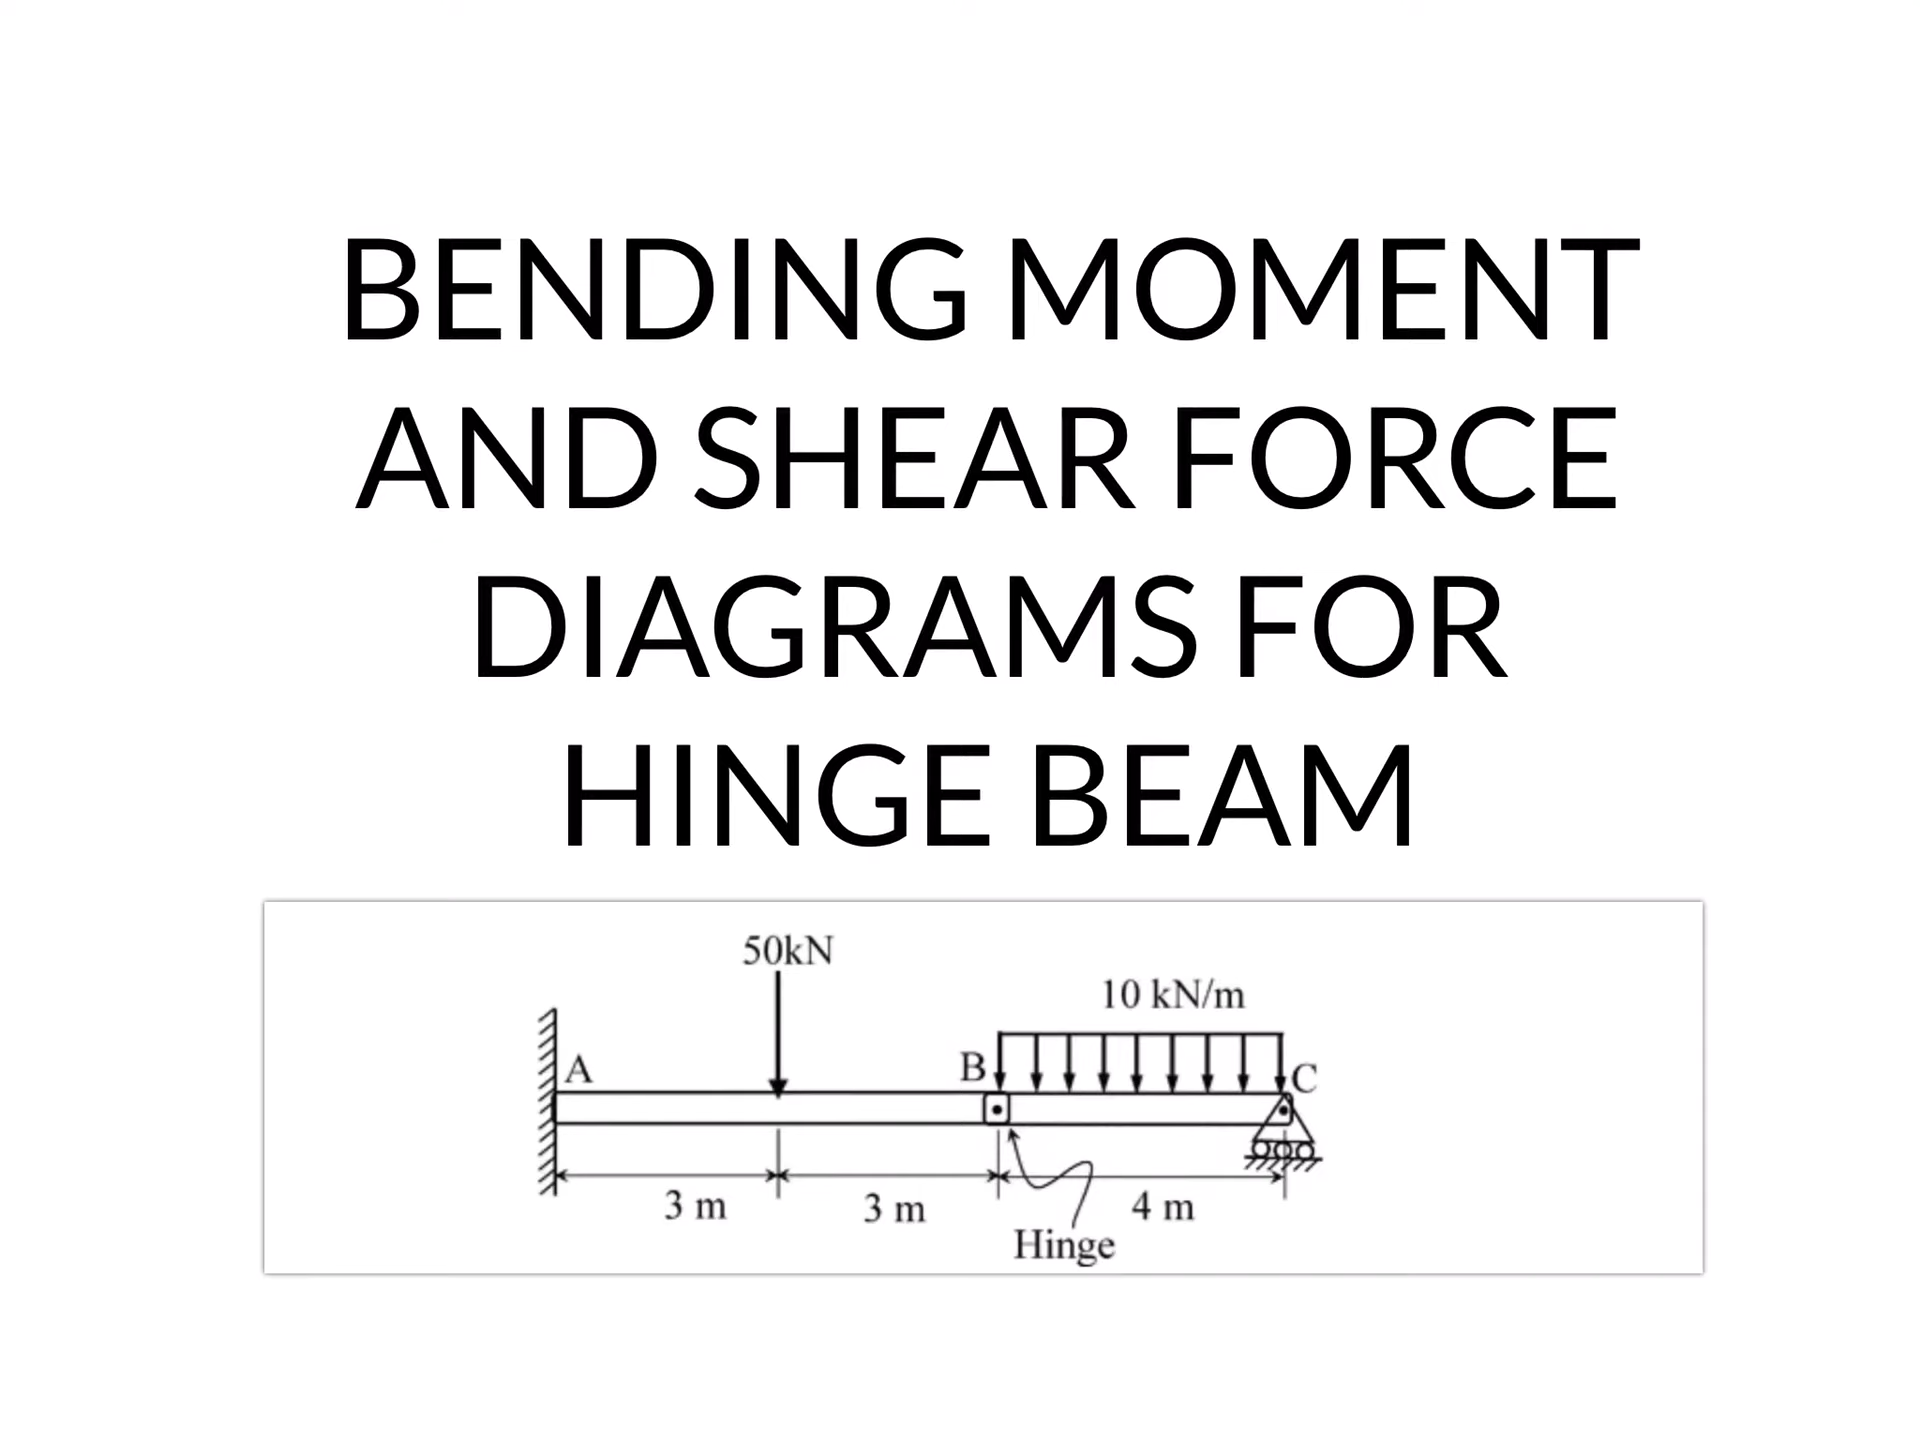 BENDING MOMENT
AND SHEAR FORCE
DIAGRAMS FOR
HINGE BEAM
50kN
10 kN/m
A
B
C
3 m
3 m
4 m
Hinge